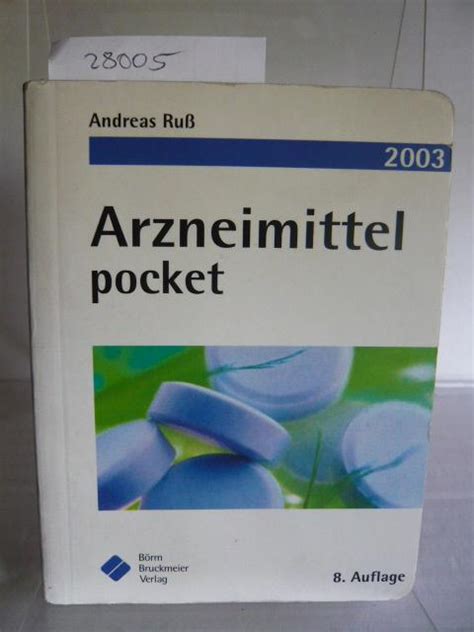 28005
Andreas Ruß
2003
Arzneimittel
pocket
Börm
Bruckmeier
Verlag
8. Auflage